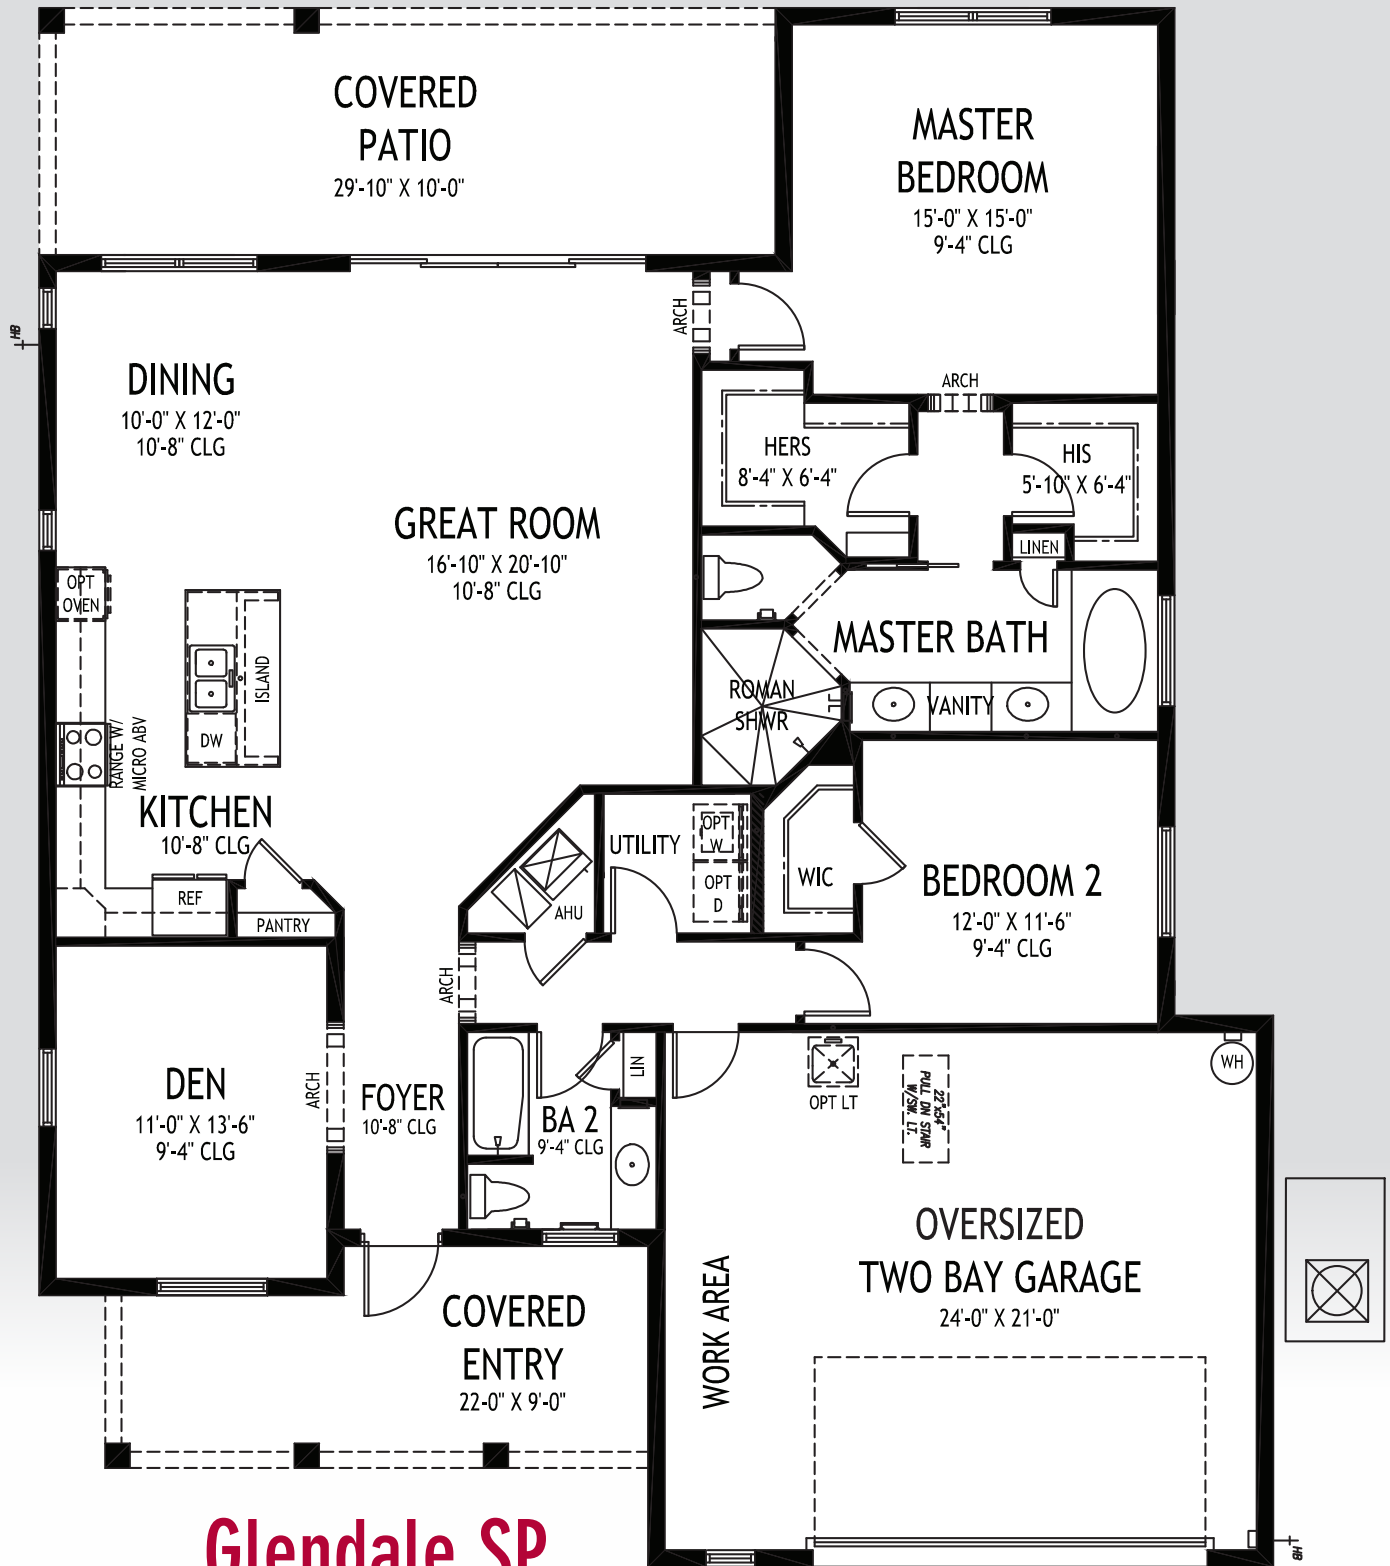 COVERED
PATIO
29'-10" X 10'-0"
MASTER
BEDROOM
15'-0" X 15'-0"
9'-4" CLG
HB
ARCH
DINING
10'-0" X 12'-0"
10'-8" CLG
ARCH
HERS
8'-4" X 6'-4"
HIS
5'-10" X 6'-4"
GREAT ROOM
16'-10" X 20'-10"
10'-8" CLG
LINEN
OPT
OVEN
ISLAND
DW
MASTER BATH
ROMAN
SHWR
VANITY
RANGE W/
MICRO ABV
KITCHEN
10'-8" CLG
UTILITY
OPT
W
OPT
D
WIC
BEDROOM 2
12'-0" X 11'-6"
9'-4" CLG
REF
PANTRY
AHU
ARCH
DEN
11'-0" X 13'-6"
9'-4" CLG
ARCH
FOYER
10'-8" CLG
LIN
BA 2
9'-4" CLG
OPT LT
22"x54"
PULL DN STAIR
W/SW. LT.
WH
OVERSIZED
TWO BAY GARAGE
24'-0" X 21'-0"
WORK AREA
COVERED
ENTRY
22-0" X 9'-0"
HB
Glendale SP